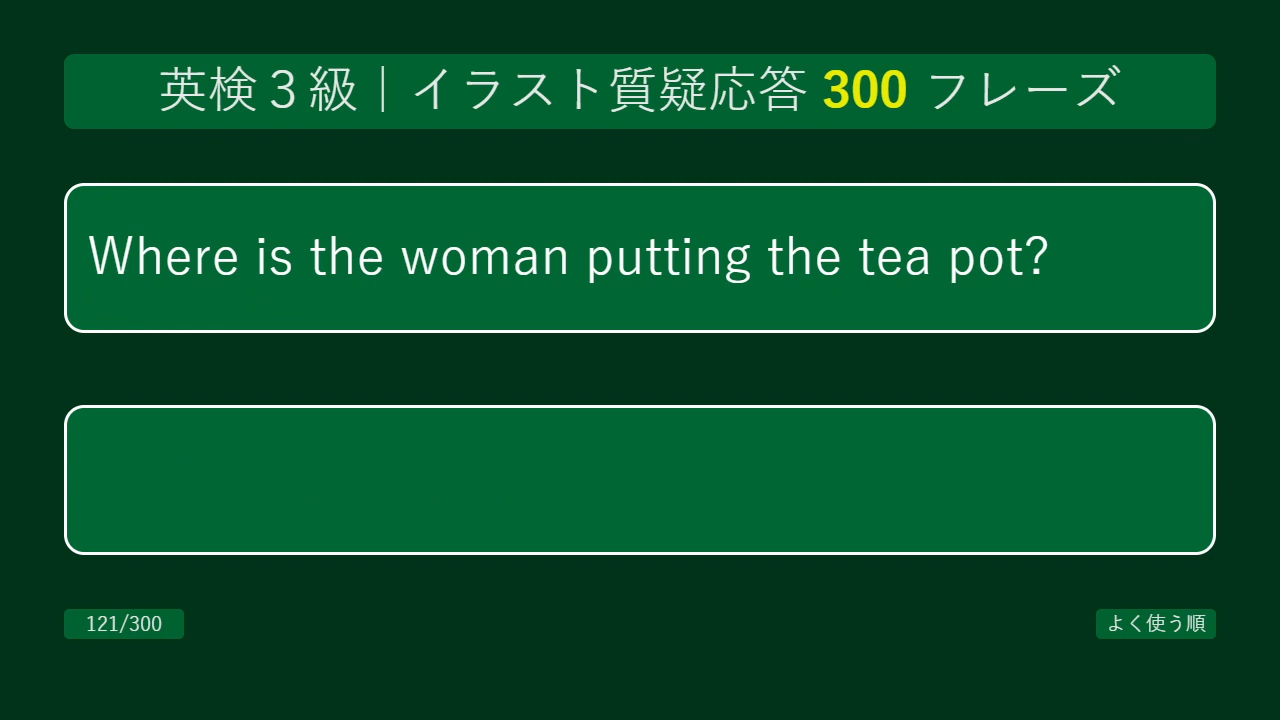 英検３級｜イラスト質疑応答 300 フレーズ
Where is the woman putting the tea pot?
121/300
よく使う順